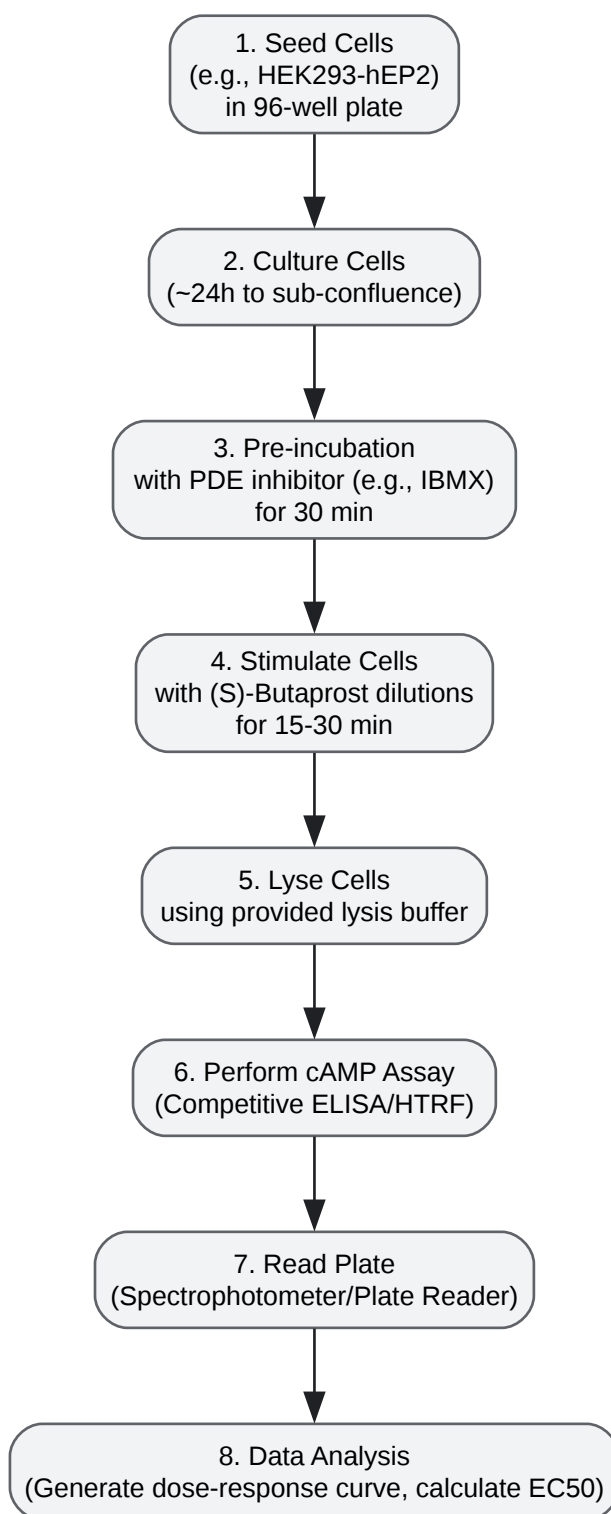 1. Seed Cells
(e.g., HEK293-hEP2)
in 96-well plate
2. Culture Cells
(~24h to sub-confluence)
3. Pre-incubation
with PDE inhibitor (e.g., IBMX)
for 30 min
4. Stimulate Cells
with (S)-Butaprost dilutions
for 15-30 min
5. Lyse Cells
using provided lysis buffer
6. Perform cAMP Assay
(Competitive ELISA/HTRF)
7. Read Plate
(Spectrophotometer/Plate Reader)
8. Data Analysis
(Generate dose-response curve, calculate EC50)